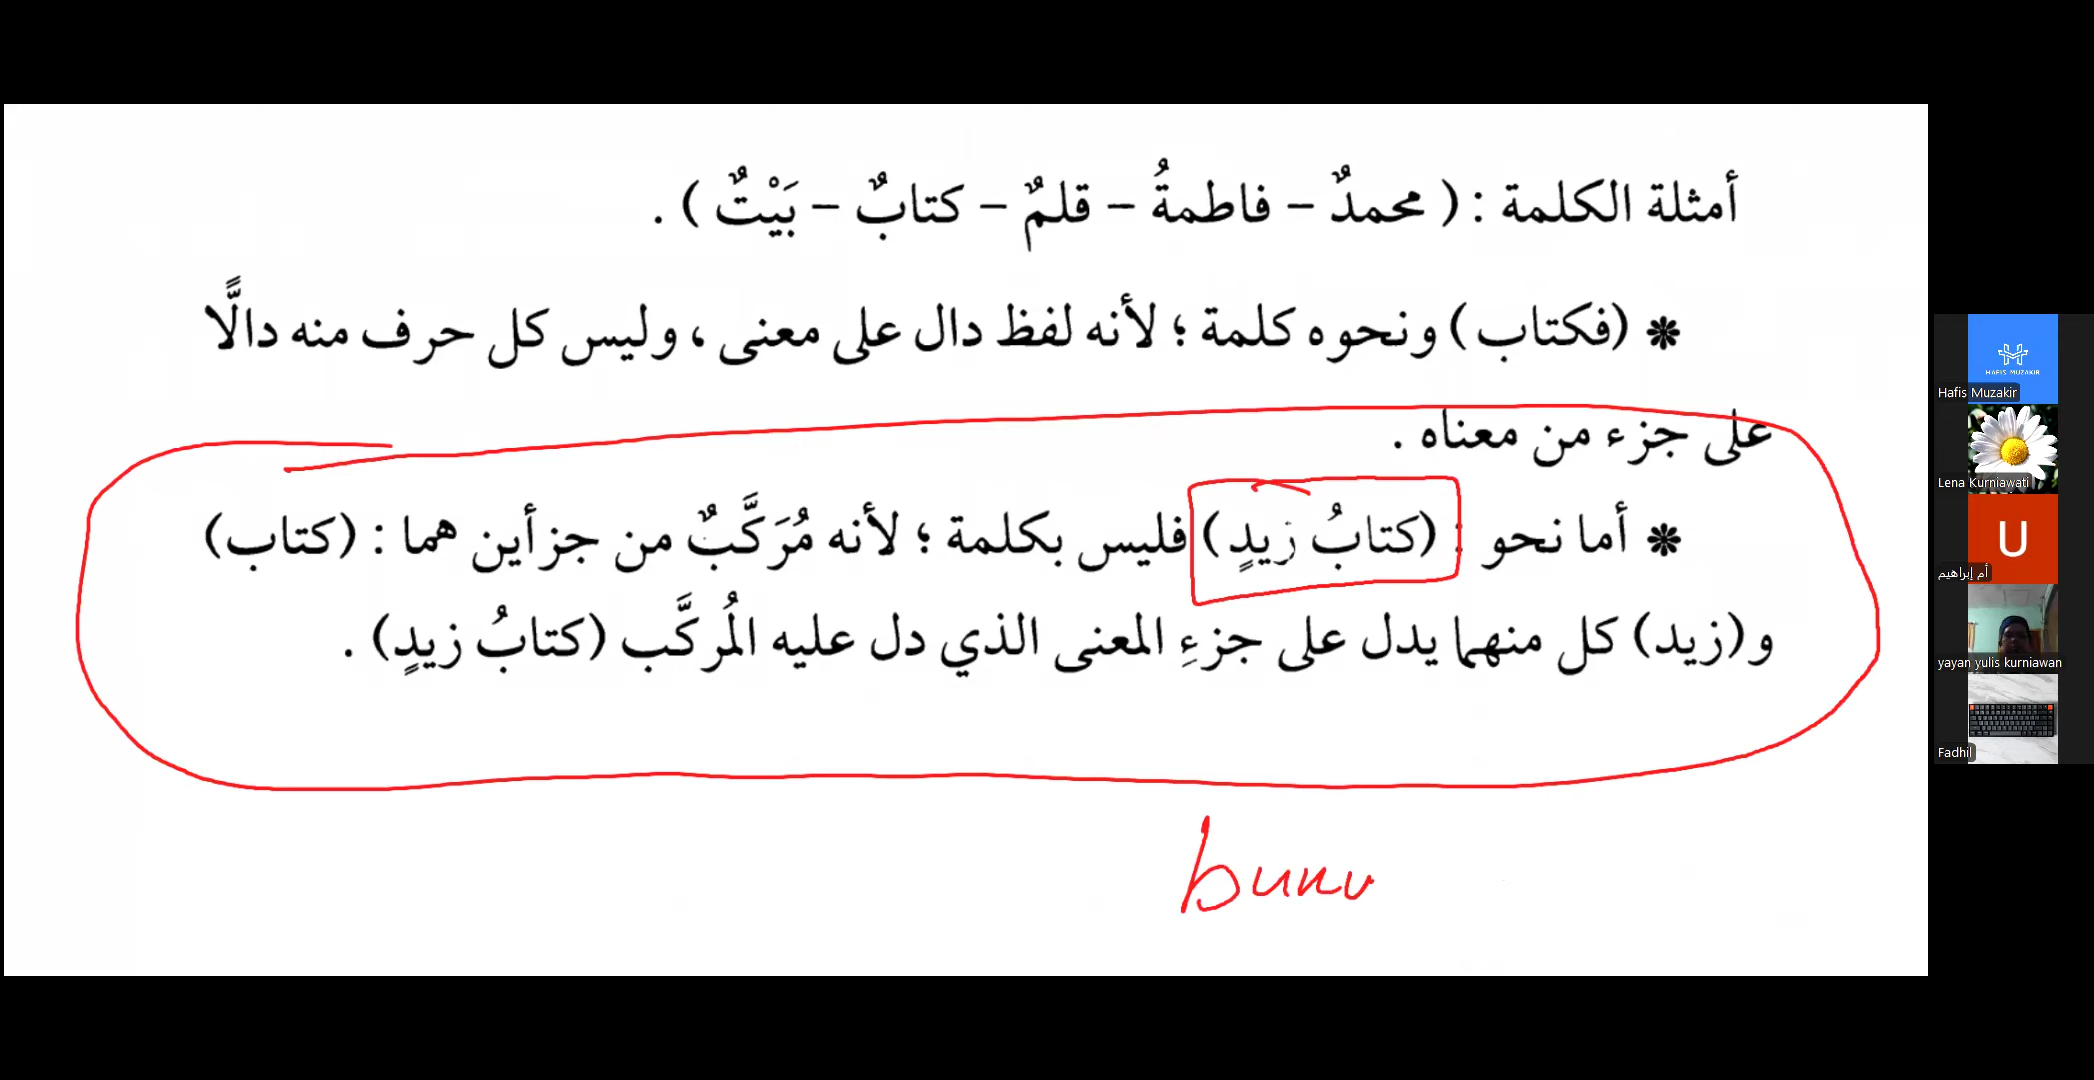 أمثلة الكلمة : ( محمدٌ – فاطمةُ – قلمٌ – كتابٌ – بَيْتٌ ) .
* (فكتاب) ونحوه كلمة ؛ لأنه لفظ دال على معنى ، وليس كل حرف منه دالًّا
على جزء من معناه .
* أما نحو : (كتابُ زيدٍ) فليس بكلمة ؛ لأنه مُرَكَّبٌ من جزأين هما : (كتاب)
و(زيد) كل منهما يدل على جزءِ المعنى الذي دل عليه المُركَّب (كتابُ زيدٍ) .
buku
HAFIS MUZAKIR
Hafis Muzakir
Lena Kurniawati
U
أم إبراهيم
yayan yulis kurniawan
Fadhil